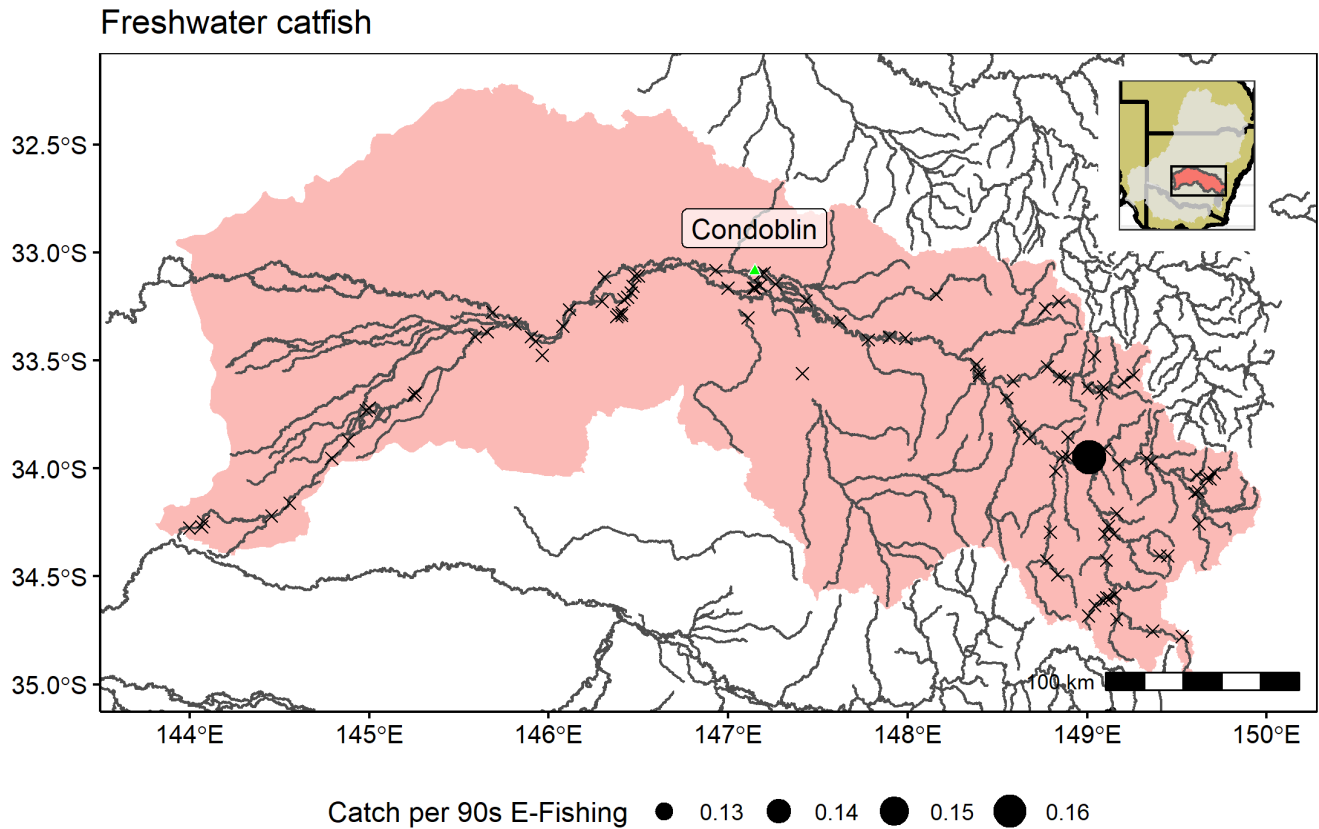 Freshwater catfish
32.5°S
33.0°S
33.5°S
34.0°S
34.5°S
35.0°S
Condoblin
100 km
144°E 145°E 146°E 147°E 148°E 149°E 150°E
Catch per 90s E-Fishing 0.13 0.14 0.15 0.16